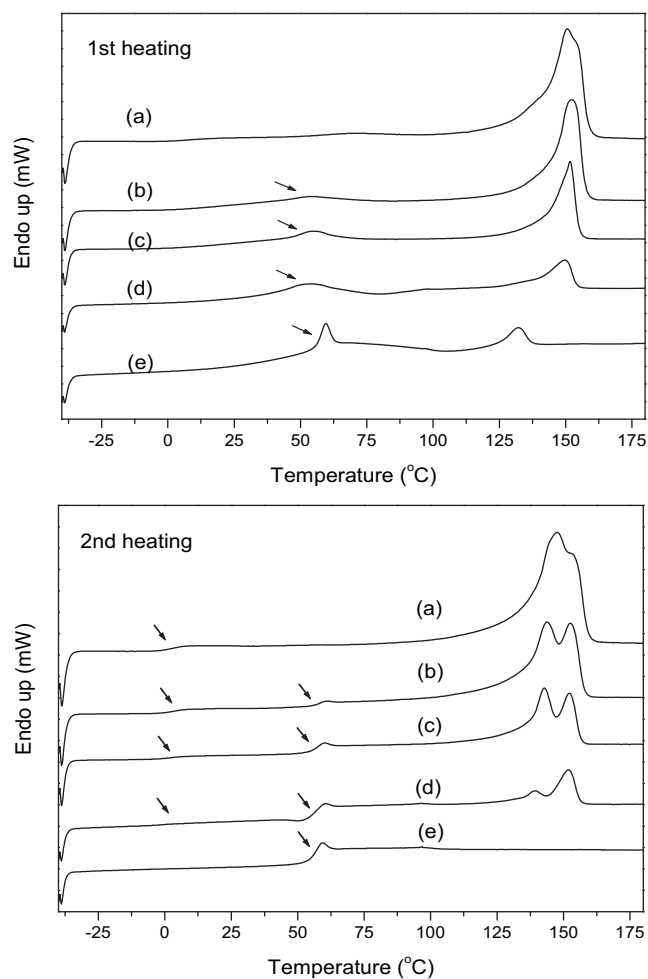 1st heating
(a)
(b)
(c)
(d)
(e)
Endo up (mW)
-25 0 25 50 75 100 125 150 175
Temperature (°C)
2nd heating
(a)
(b)
(c)
(d)
(e)
Endo up (mW)
-25 0 25 50 75 100 125 150 175
Temperature (°C)